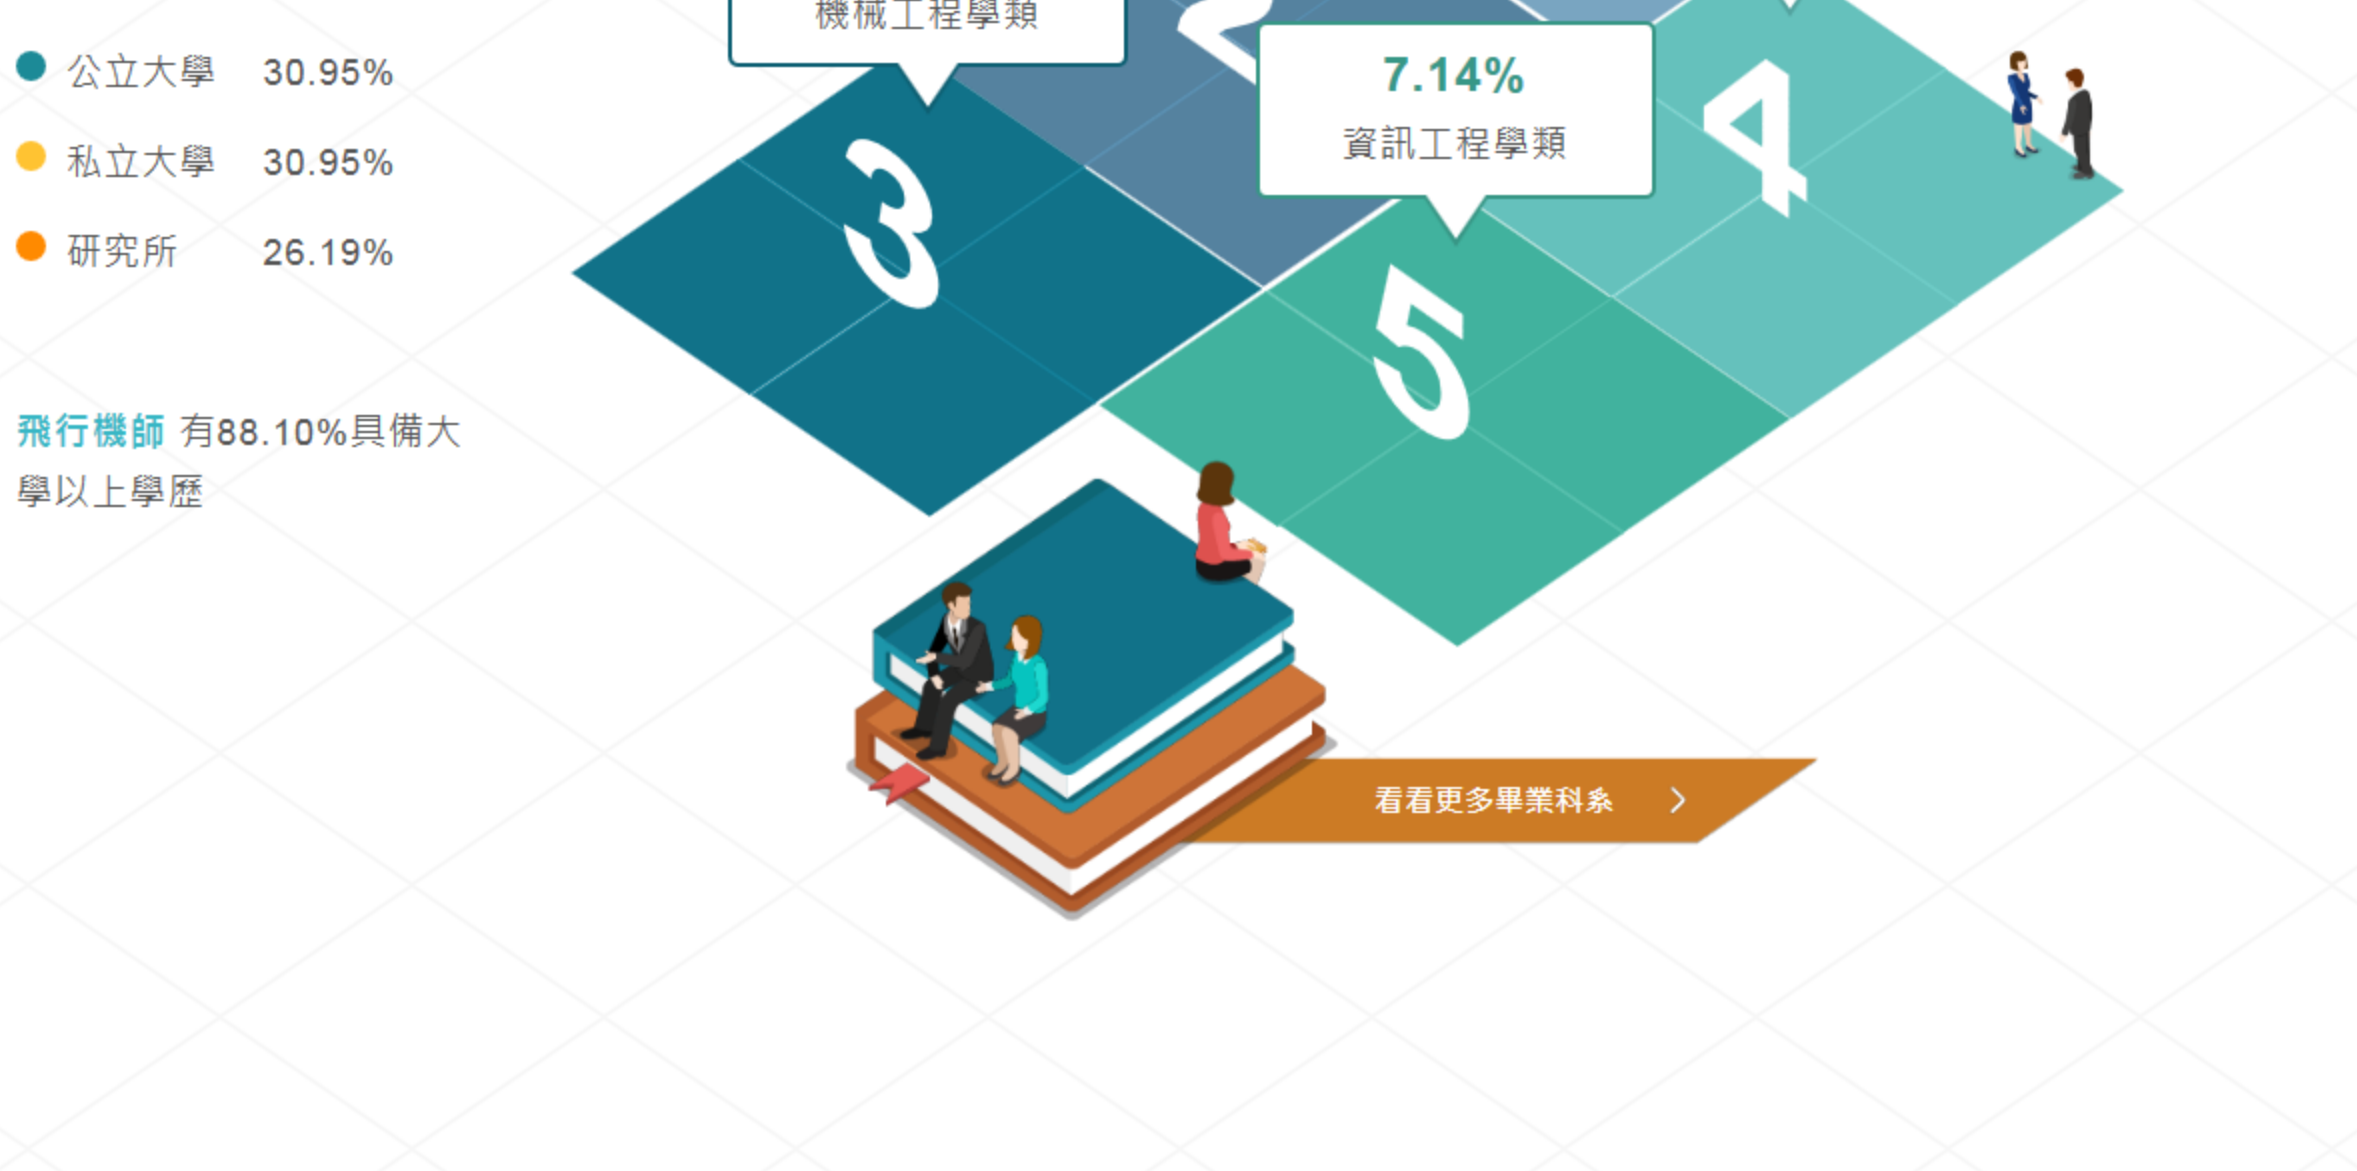 機械工程學類
公立大學 30.95%
私立大學 30.95%
研究所 26.19%
飛行機師 有88.10%具備大
學以上學歷
2
3
7.14%
資訊工程學類
4
5
看看更多畢業科系